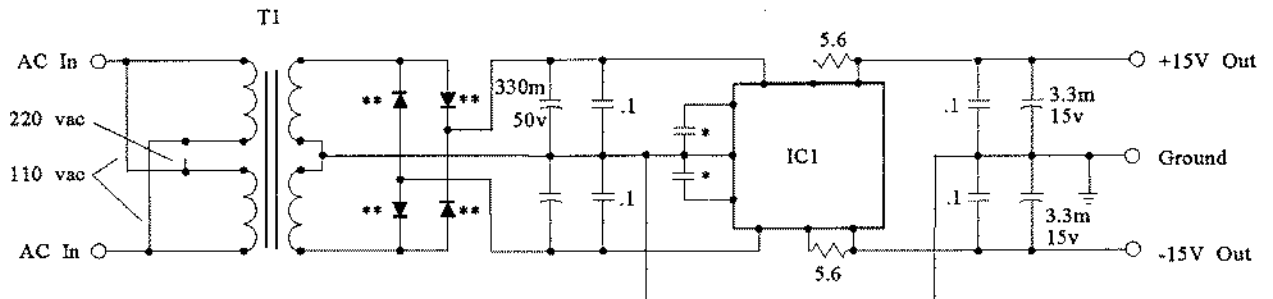 T1
AC In
220 vac
110 vac
AC In
**
**
**
**
330m
50v
.1
.1
*
*
IC1
5.6
5.6
.1
.1
3.3m
15v
3.3m
15v
+15V Out
Ground
-15V Out